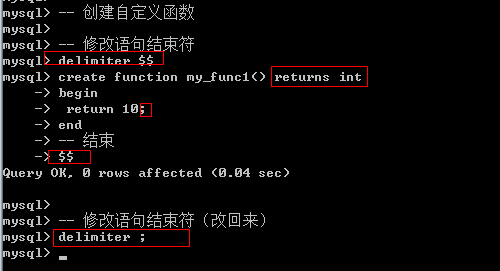 mysql> -- 创建自定义函数
mysql>
mysql> -- 修改语句结束符
mysql> delimiter $$
mysql> create function my_func1() returns int
    -> begin
    ->  return 10;
    -> end
    -> -- 结束
    -> $$
Query OK, 0 rows affected (0.04 sec)
mysql>
mysql> -- 修改语句结束符（改回来）
mysql> delimiter ;
mysql> _